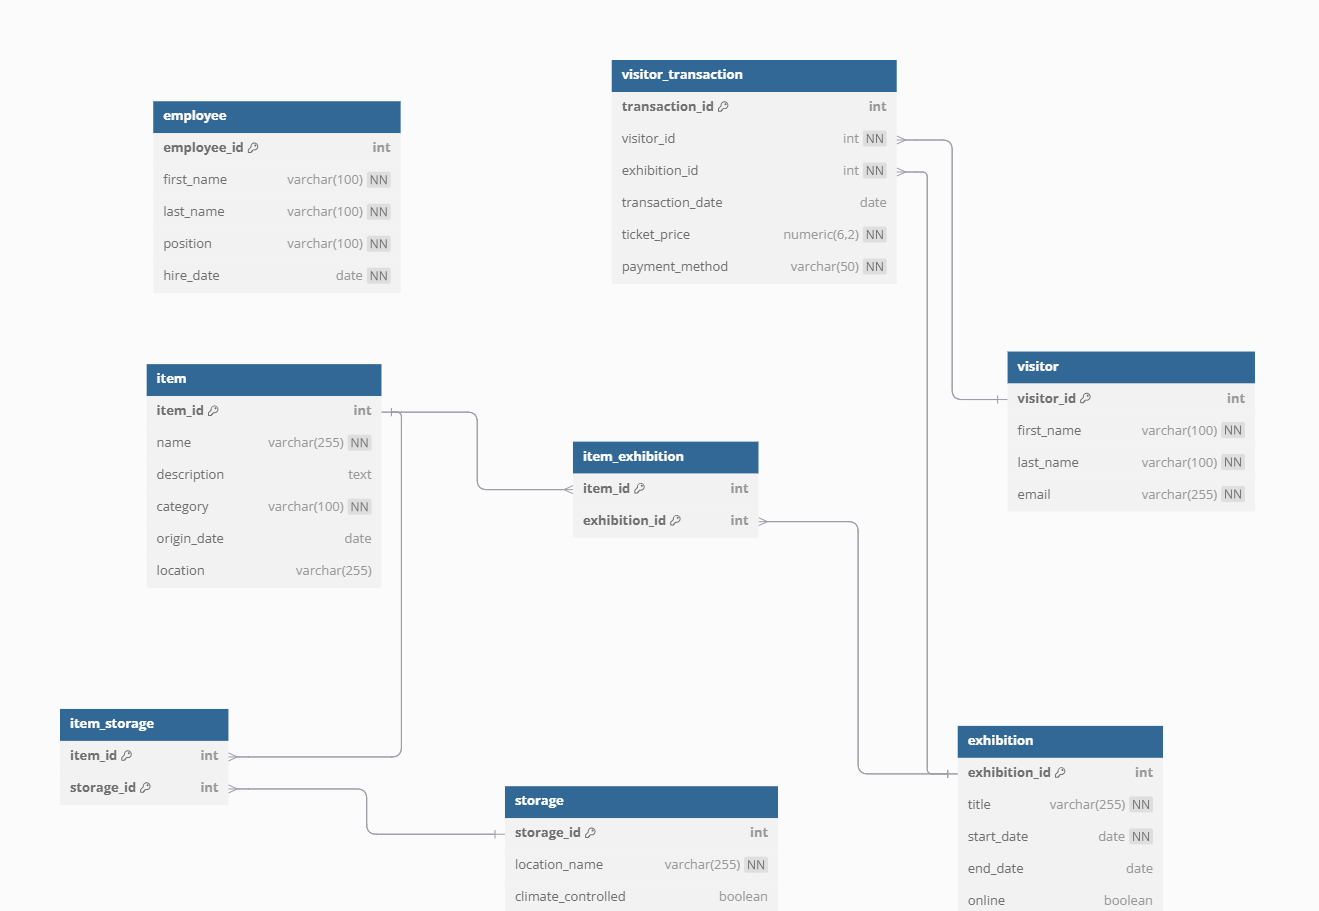 employee
employee_id int
first_name varchar(100) NN
last_name varchar(100) NN
position varchar(100) NN
hire_date date NN
visitor_transaction
transaction_id int
visitor_id int NN
exhibition_id int NN
transaction_date date
ticket_price numeric(6,2) NN
payment_method varchar(50) NN
item
item_id int
name varchar(255) NN
description text
category varchar(100) NN
origin_date date
location varchar(255)
item_exhibition
item_id int
exhibition_id int
visitor
visitor_id int
first_name varchar(100) NN
last_name varchar(100) NN
email varchar(255) NN
item_storage
item_id int
storage_id int
storage
storage_id int
location_name varchar(255) NN
climate_controlled boolean
exhibition
exhibition_id int
title varchar(255) NN
start_date date NN
end_date date
online boolean